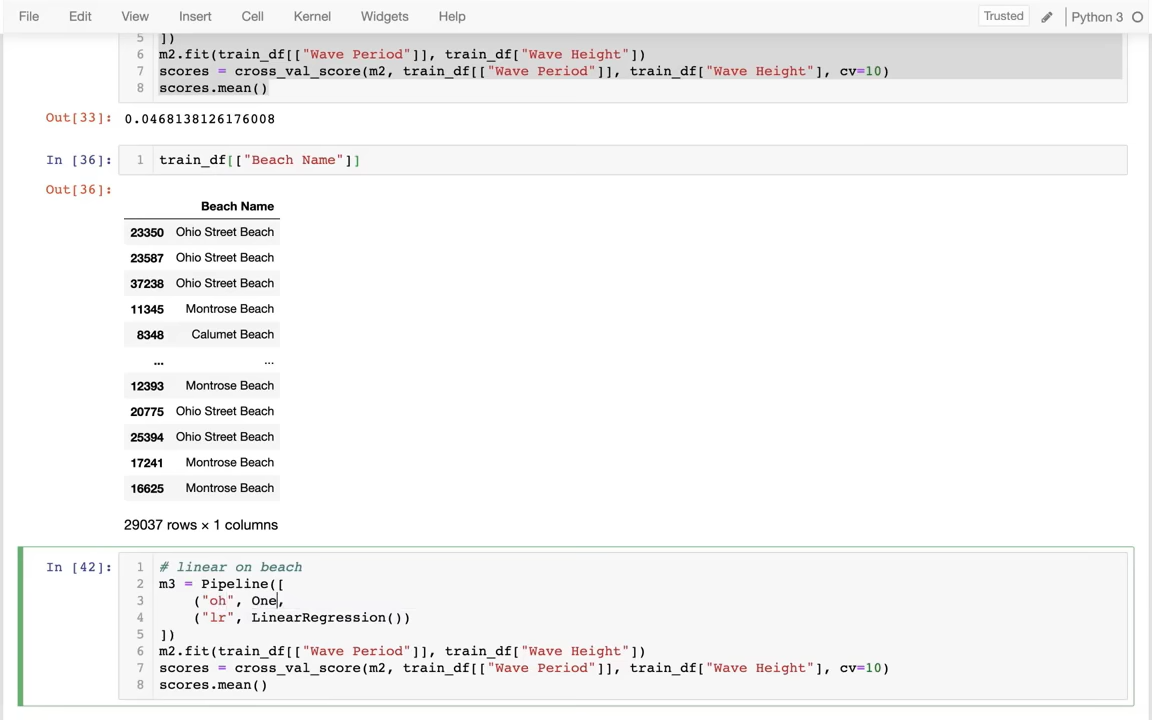 File Edit View Insert Cell Kernel Widgets Help Trusted Python 3
5 ])
6 m2.fit(train_df[["Wave Period"]], train_df["Wave Height"])
7 scores = cross_val_score(m2, train_df[["Wave Period"]], train_df["Wave Height"], cv=10)
8 scores.mean()
Out[33]: 0.0468138126176008
In [36]: 1 train_df[["Beach Name"]]
Out[36]:
Beach Name
23350 Ohio Street Beach
23587 Ohio Street Beach
37238 Ohio Street Beach
11345 Montrose Beach
8348 Calumet Beach
... ...
12393 Montrose Beach
20775 Ohio Street Beach
25394 Ohio Street Beach
17241 Montrose Beach
16625 Montrose Beach
29037 rows × 1 columns
In [42]: 1 # linear on beach
2 m3 = Pipeline([
3 ("oh", One,
4 ("lr", LinearRegression())
5 ])
6 m2.fit(train_df[["Wave Period"]], train_df["Wave Height"])
7 scores = cross_val_score(m2, train_df[["Wave Period"]], train_df["Wave Height"], cv=10)
8 scores.mean()